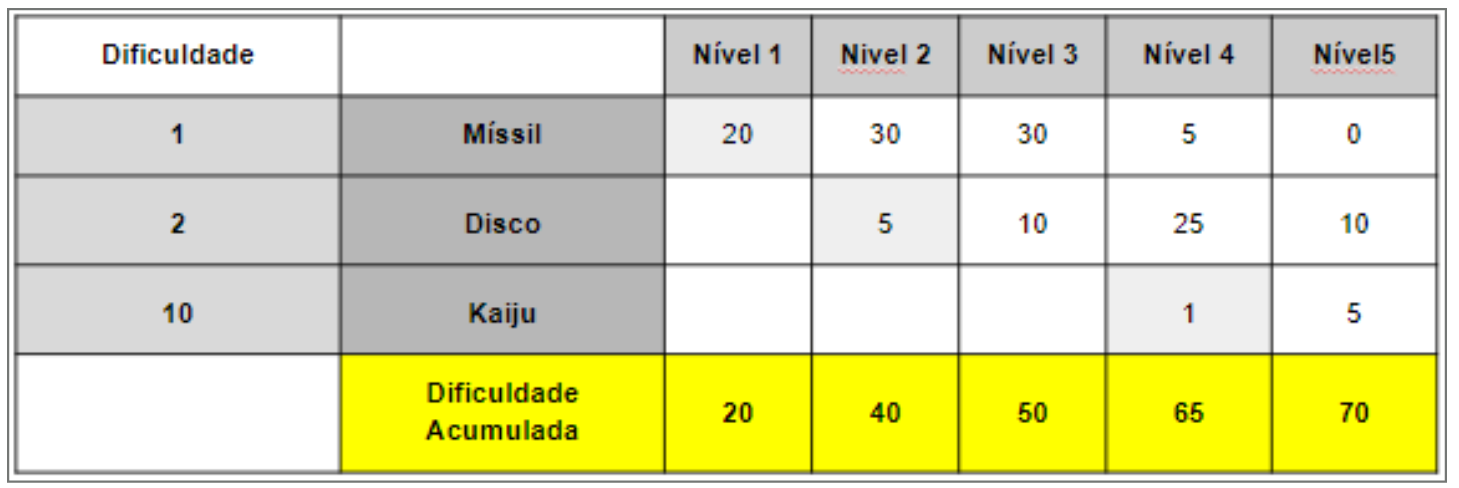 Dificuldade Nível 1 Nivel 2 Nível 3 Nível 4 Nível5
1 Míssil 20 30 30 5 0
2 Disco 5 10 25 10
10 Kaiju 1 5
Dificuldade
Acumulada 20 40 50 65 70